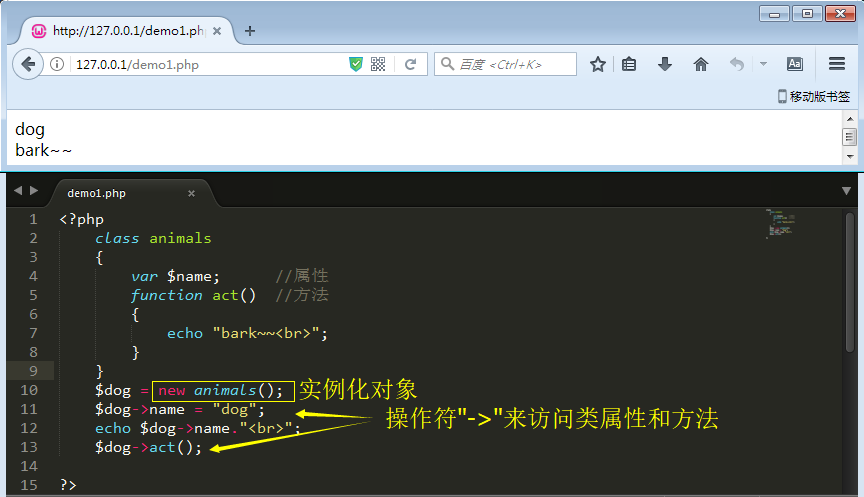 http://127.0.0.1/demo1.ph
127.0.0.1/demo1.php
百度 <Ctrl+K>
移动版书签
dog
bark~~
demo1.php
1 <?php
2 class animals
3 {
4 var $name; //属性
5 function act() //方法
6 {
7 echo "bark~~<br>";
8 }
9 }
10 $dog = new animals(); 实例化对象
11 $dog->name = "dog";
操作符"->"来访问类属性和方法
12 echo $dog->name."<br>";
13 $dog->act();
14
15 ?>